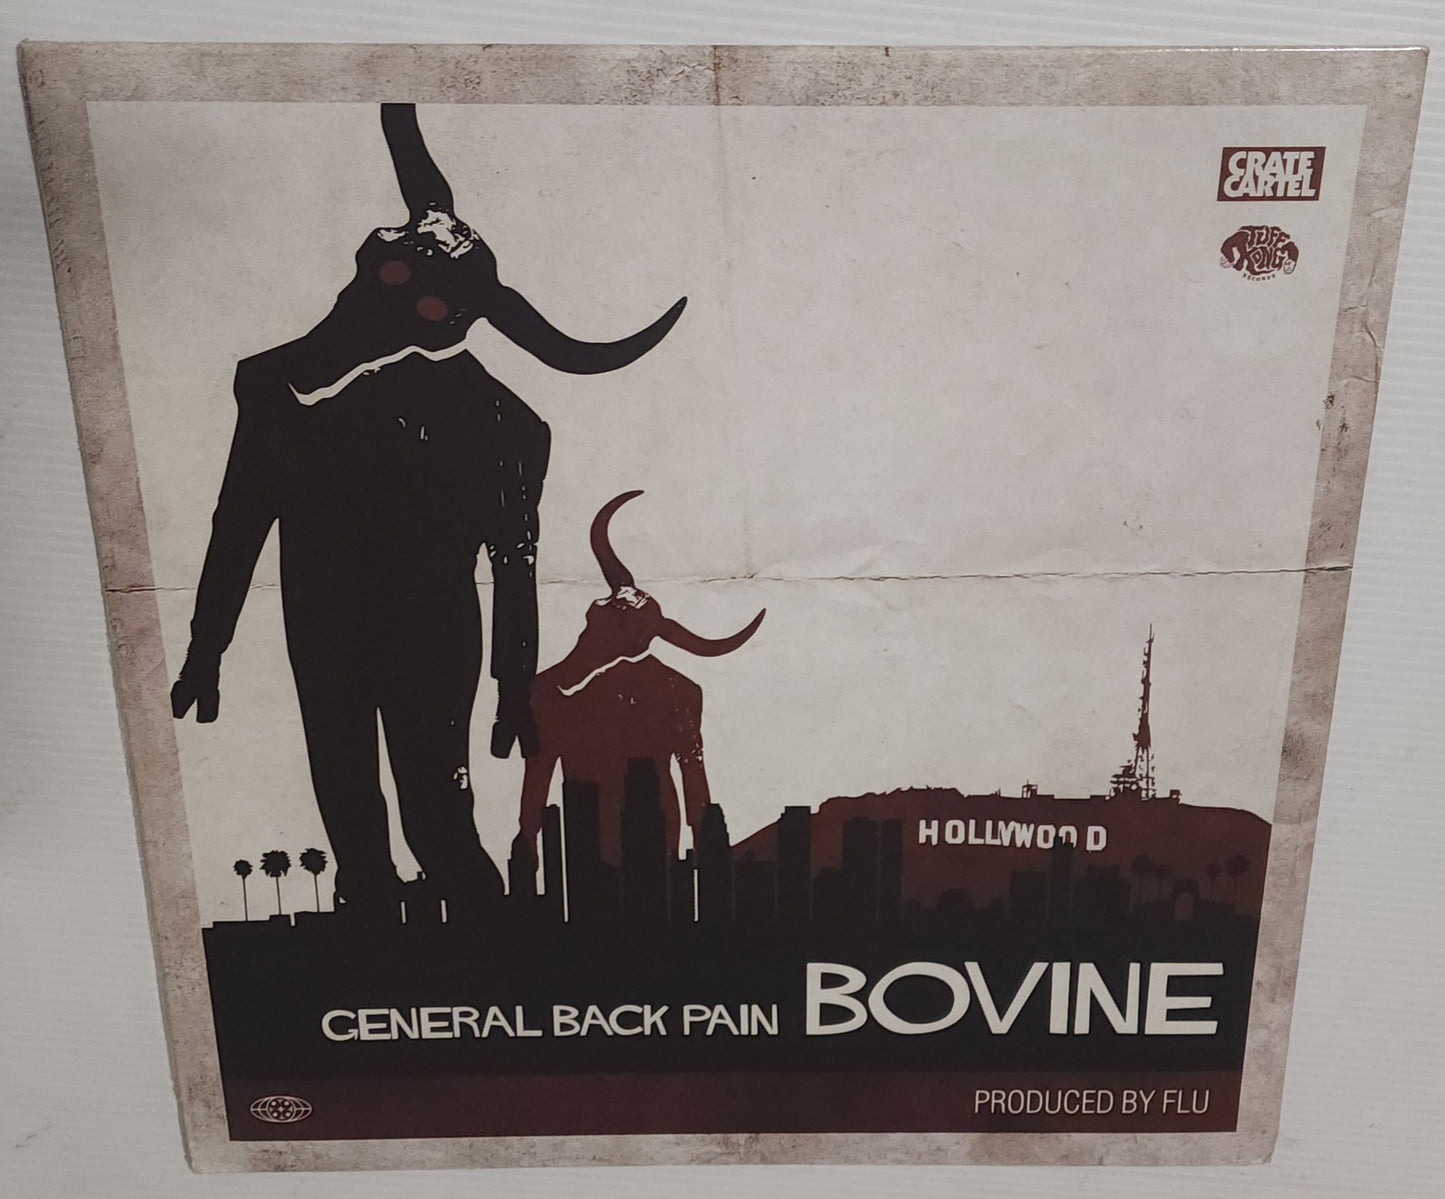 CRATE
CARTEL
TUFF
KONG
RECORDS
HOLLYWOOD
GENERAL BACK PAIN BOVINE
PRODUCED BY FLU